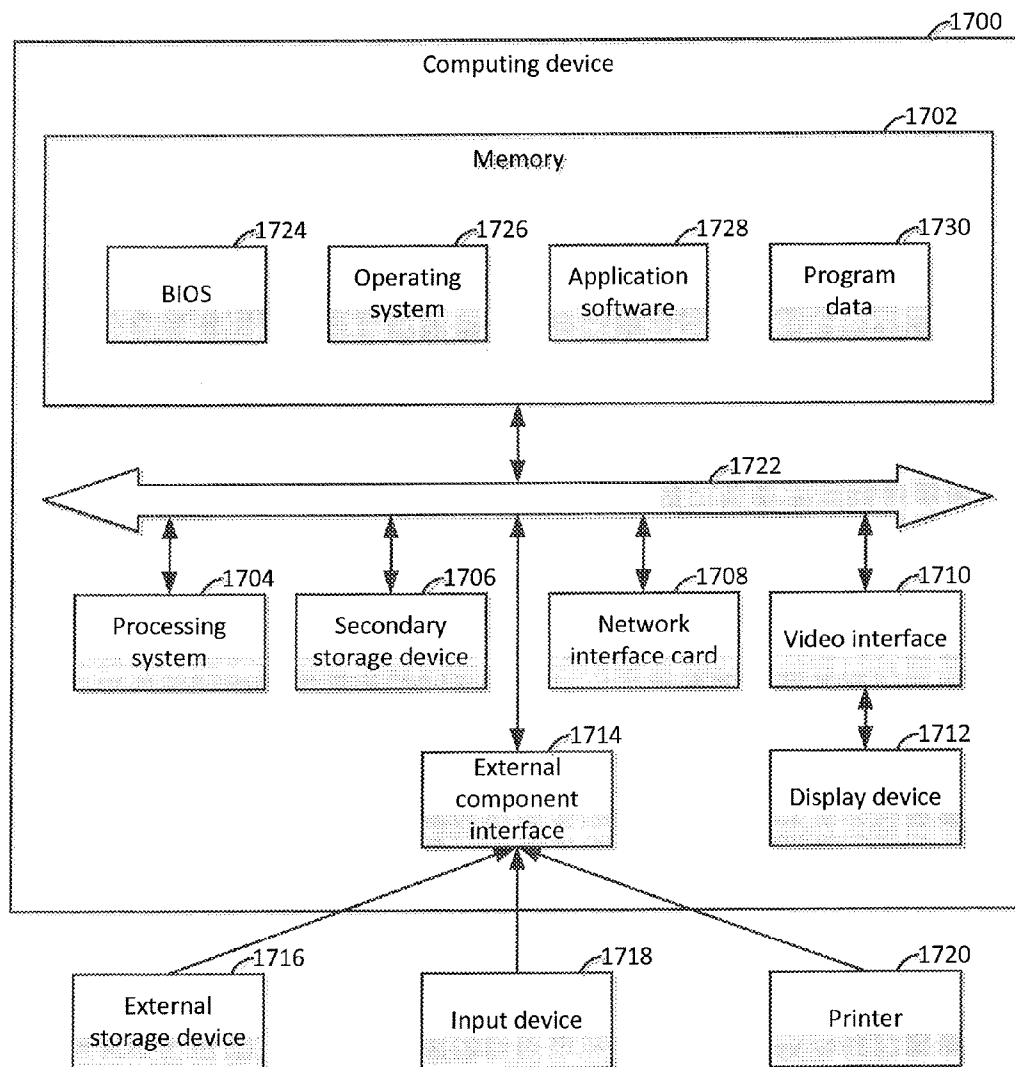 1700
Computing device
1702
Memory
1724
1726
1728
1730
BIOS
Operating
system
Application
software
Program
data
1722
1704
1706
1708
1710
Processing
system
Secondary
storage device
Network
interface card
Video interface
1714
1712
External
component
interface
Display device
1716
1718
1720
External
storage device
Input device
Printer